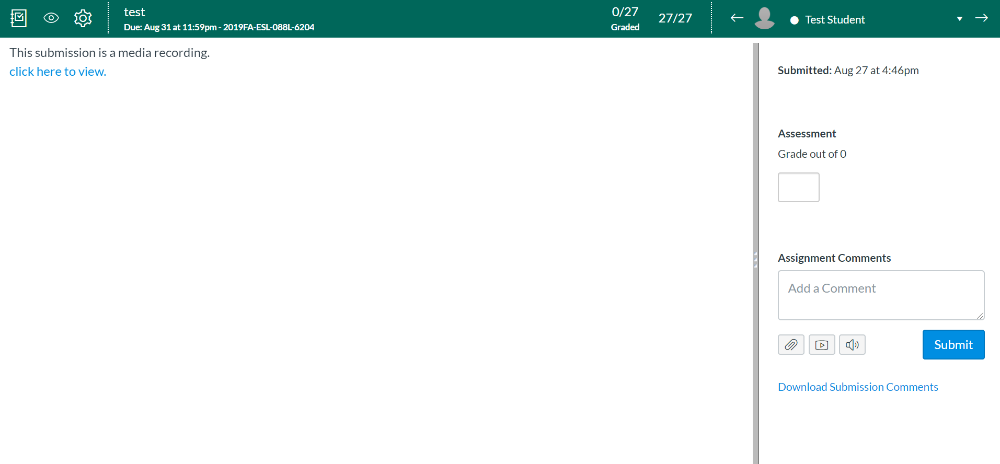 test
Due: Aug 31 at 11:59pm - 2019FA-ESL-088L-6204
0/27
Graded
27/27
Test Student
This submission is a media recording.
click here to view.
Submitted: Aug 27 at 4:46pm
Assessment
Grade out of 0
Assignment Comments
Add a Comment
Submit
Download Submission Comments